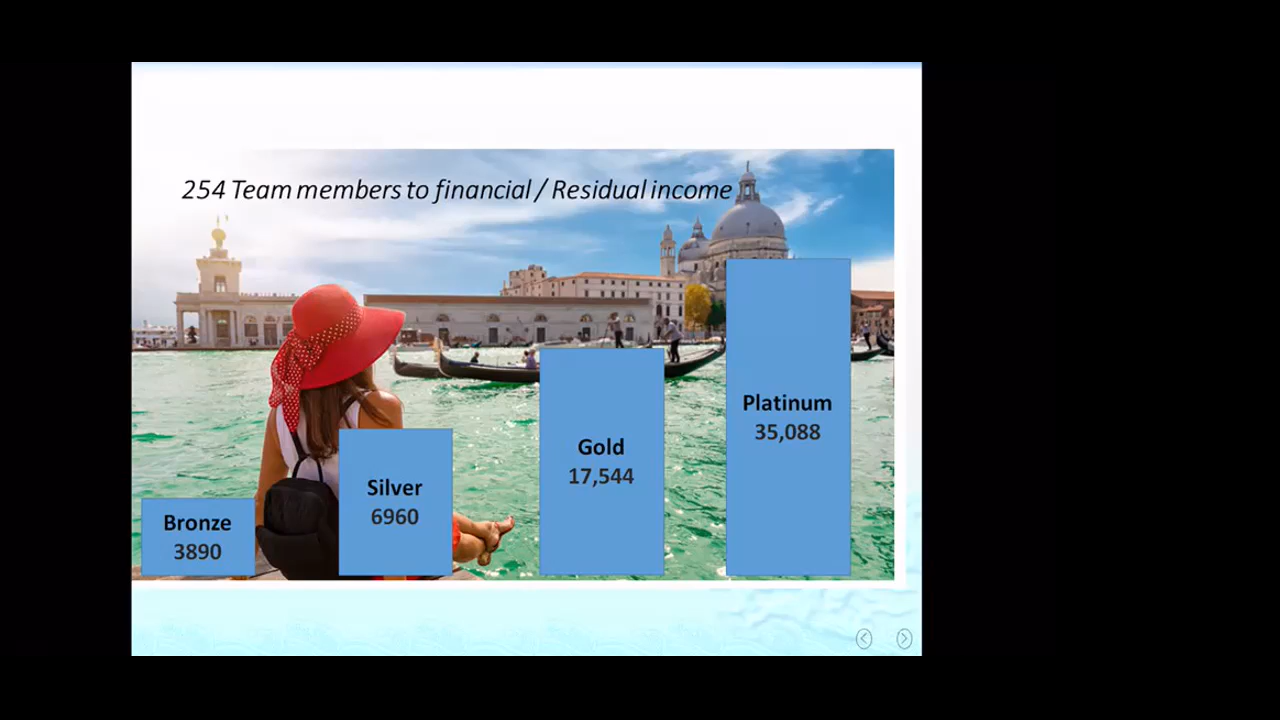 254 Team members to financial / Residual income
Bronze
3890
Silver
6960
Gold
17,544
Platinum
35,088